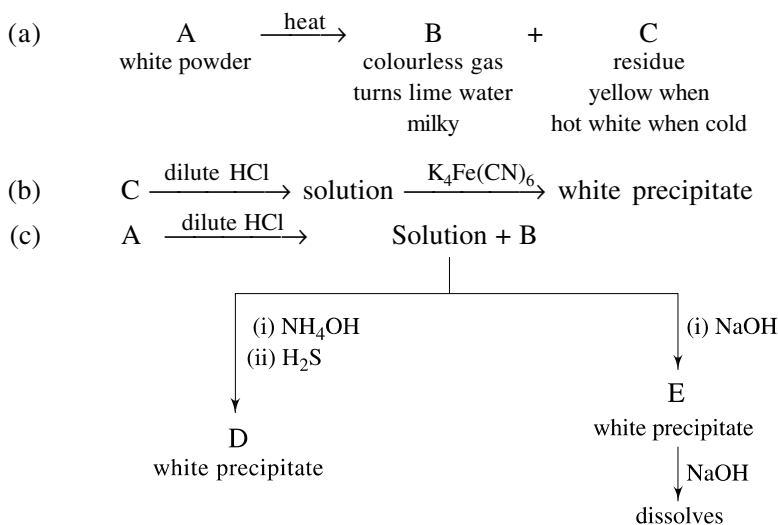 (a) A heat B + C
white powder colourless gas residue
turns lime water yellow when
milky hot white when cold
(b) C dilute HCl solution K₄Fe(CN)₆ white precipitate
(c) A dilute HCl Solution + B
(i) NH₄OH (i) NaOH
(ii) H₂S
E
D white precipitate
white precipitate NaOH
dissolves